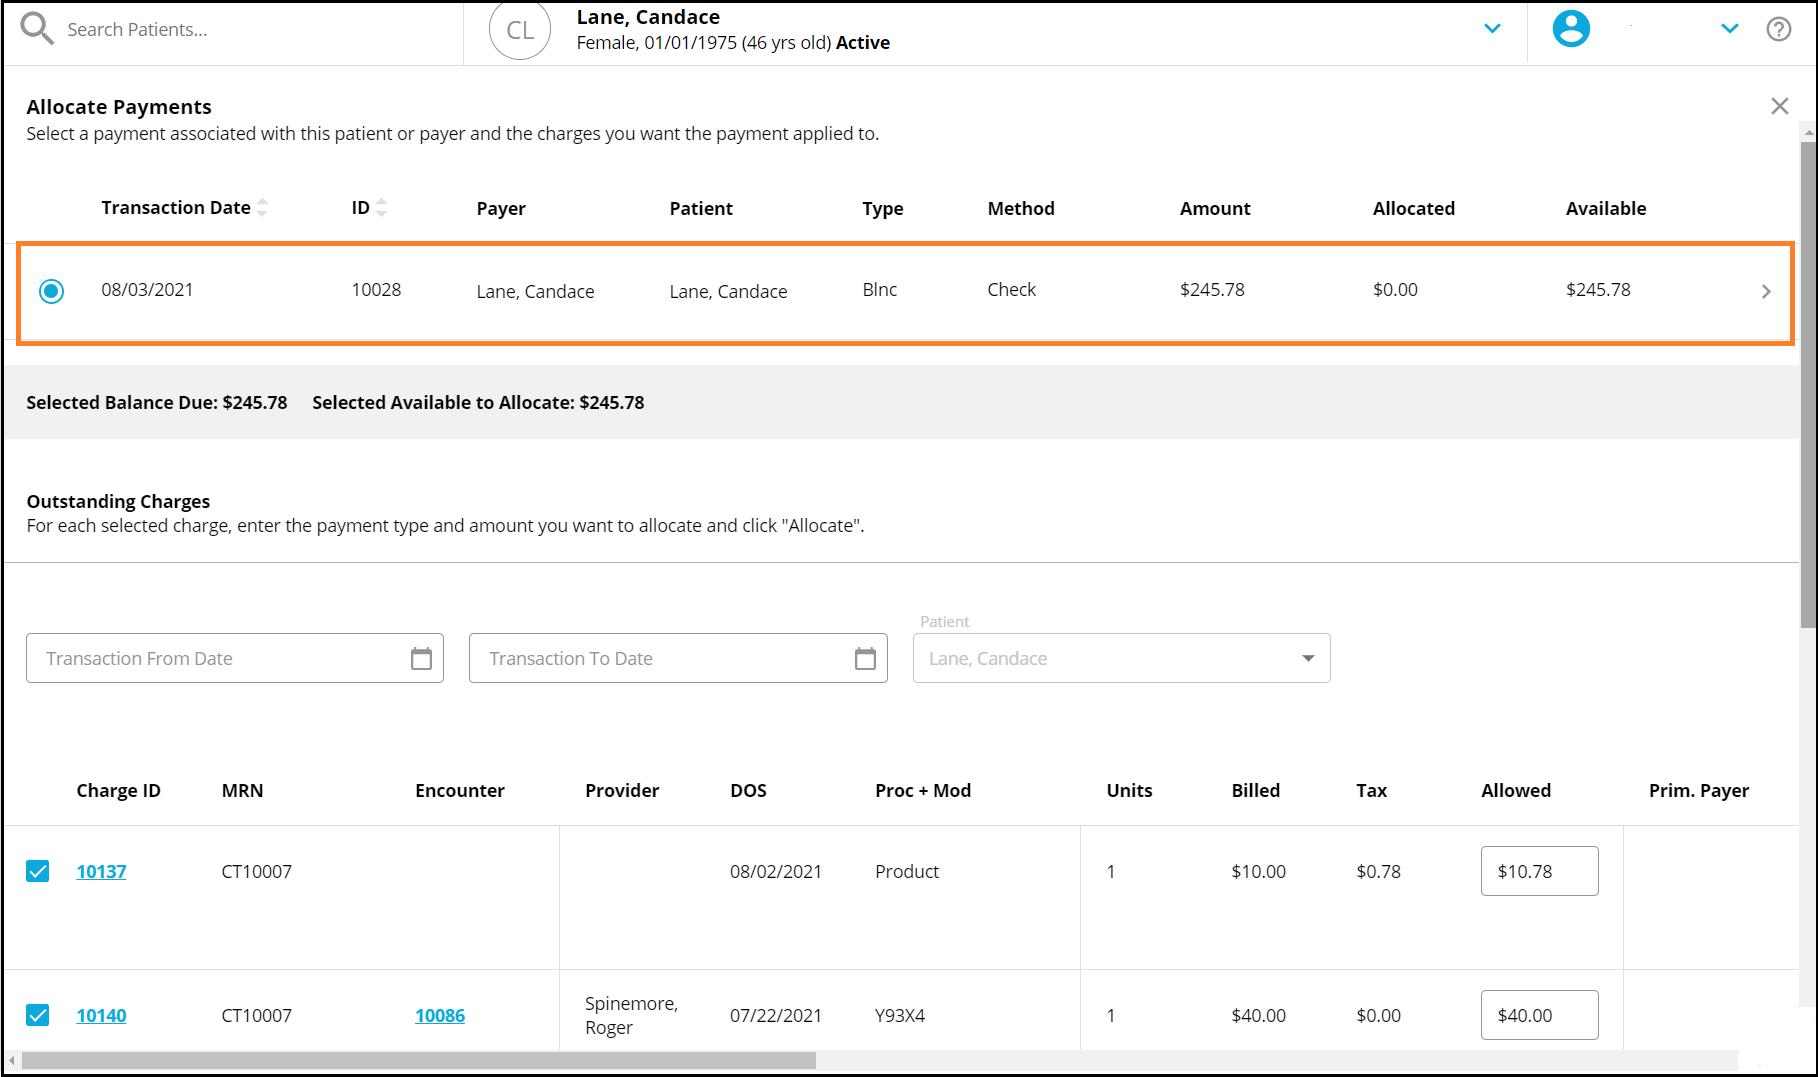 Search Patients...
CL
Lane, Candace
Female, 01/01/1975 (46 yrs old) Active
Allocate Payments
Select a payment associated with this patient or payer and the charges you want the payment applied to.
Transaction Date ID Payer Patient Type Method Amount Allocated Available
08/03/2021 10028 Lane, Candace Lane, Candace Blnc Check $245.78 $0.00 $245.78
Selected Balance Due: $245.78 Selected Available to Allocate: $245.78
Outstanding Charges
For each selected charge, enter the payment type and amount you want to allocate and click "Allocate".
Patient
Transaction From Date Transaction To Date Lane, Candace
Charge ID MRN Encounter Provider DOS Proc + Mod Units Billed Tax Allowed Prim. Payer
10137 CT10007 08/02/2021 Product 1 $10.00 $0.78 $10.78
10140 CT10007 10086 Spinemore, Roger 07/22/2021 Y93X4 1 $40.00 $0.00 $40.00